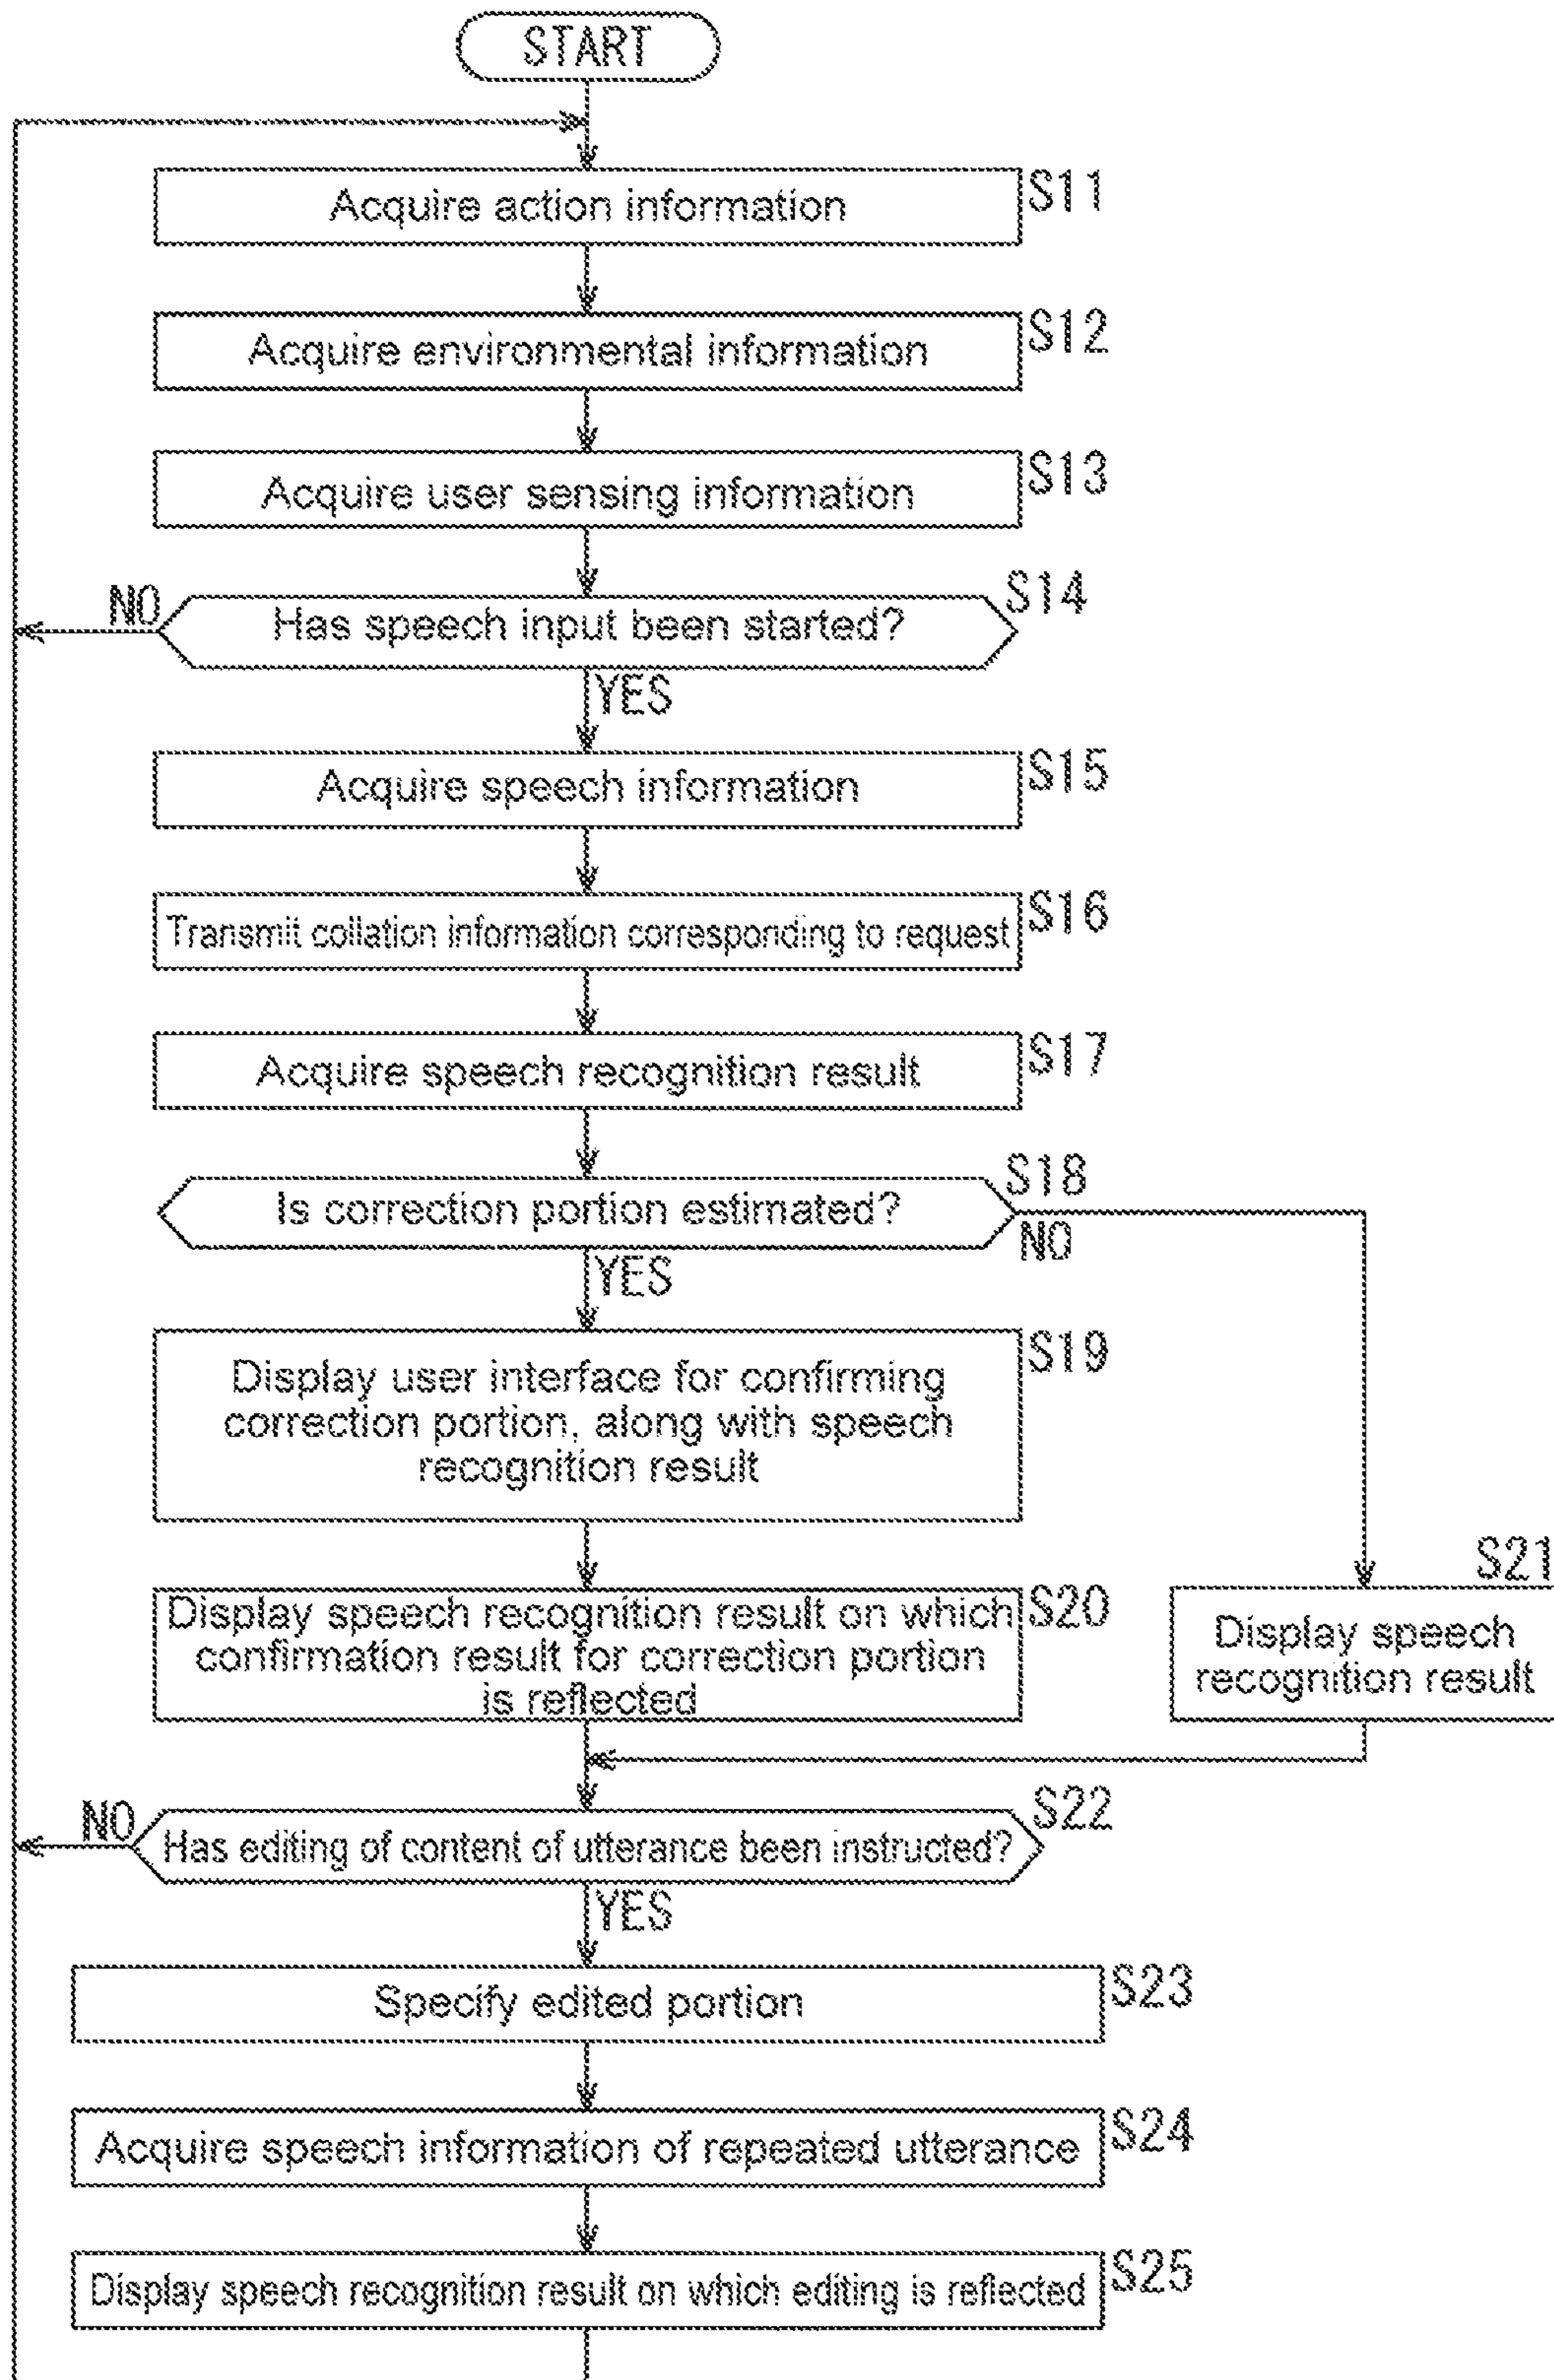 START
Acquire action information
S11
Acquire environmental information
S12
Acquire user sensing information
S13
NO
Has speech input been started?
S14
YES
Acquire speech information
S15
Transmit collation information corresponding to request
S16
Acquire speech recognition result
S17
Is correction portion estimated?
S18
NO
YES
Display user interface for confirming
correction portion, along with speech
recognition result
S19
Display speech recognition result on which
confirmation result for correction portion
is reflected
S20
S21
Display speech
recognition result
NO
Has editing of content of utterance been instructed?
S22
YES
Specify edited portion
S23
Acquire speech information of repeated utterance
S24
Display speech recognition result on which editing is reflected
S25